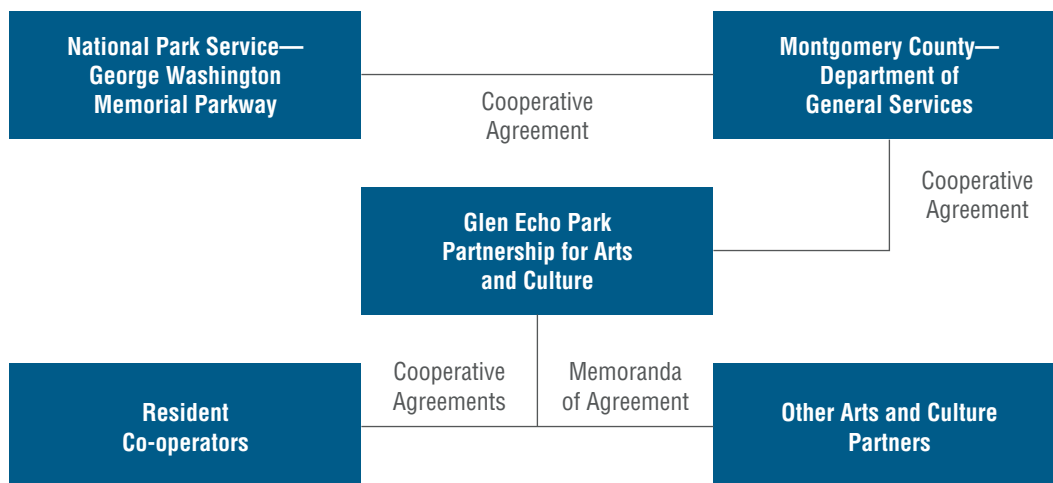 National Park Service—
George Washington
Memorial Parkway
Cooperative
Agreement
Montgomery County—
Department of
General Services
Cooperative
Agreement
Glen Echo Park
Partnership for Arts
and Culture
Cooperative
Agreements
Memoranda
of Agreement
Resident
Co-operators
Other Arts and Culture
Partners